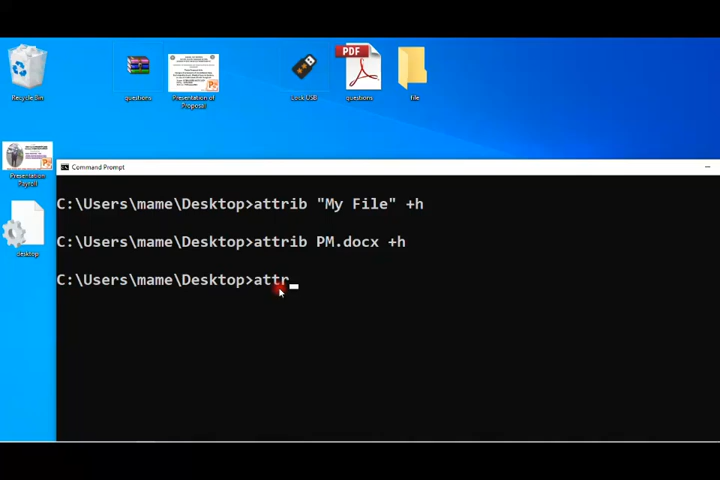 PDF
Recycle Bin
questions
Presentation of Proposal
Lock USB
questions
file
Presentation Payroll
desktop
Command Prompt
C:\Users\mame\Desktop>attrib "My File" +h
C:\Users\mame\Desktop>attrib PM.docx +h
C:\Users\mame\Desktop>attr